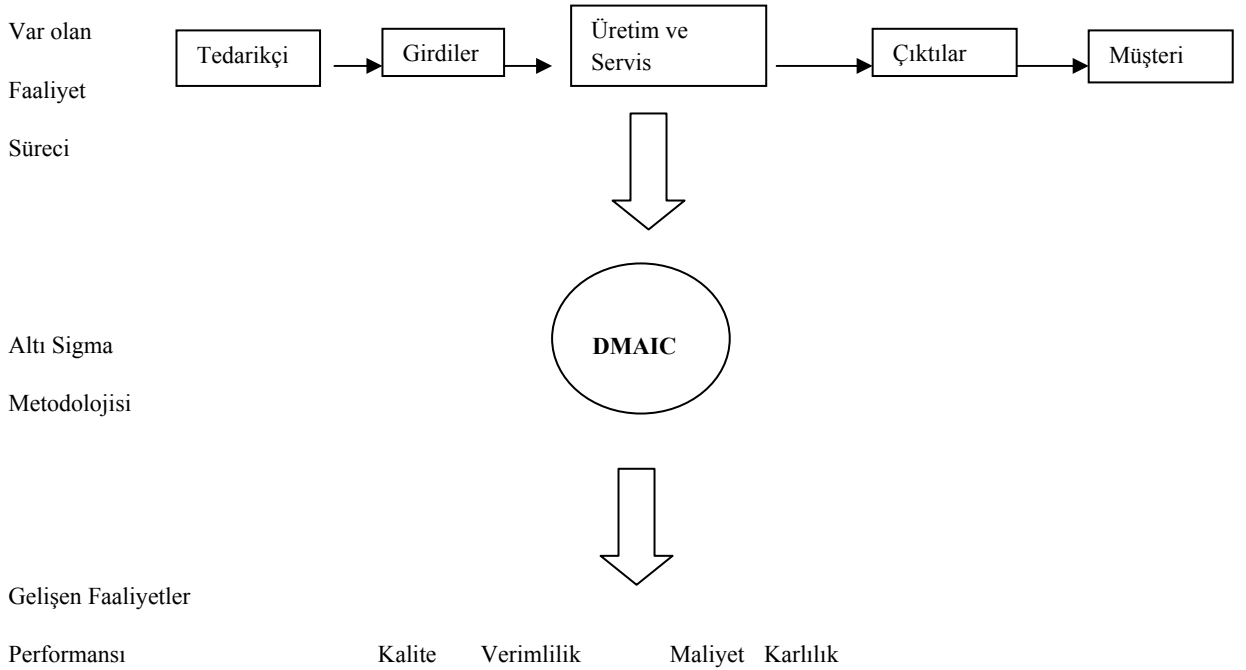 Var olan
Faaliyet
Süreci
Tedarikçi
Girdiler
Üretim ve
Servis
Çıktılar
Müşteri
Altı Sigma
Metodolojisi
DMAIC
Gelişen Faaliyetler
Performansı Kalite Verimlilik Maliyet Karlılık